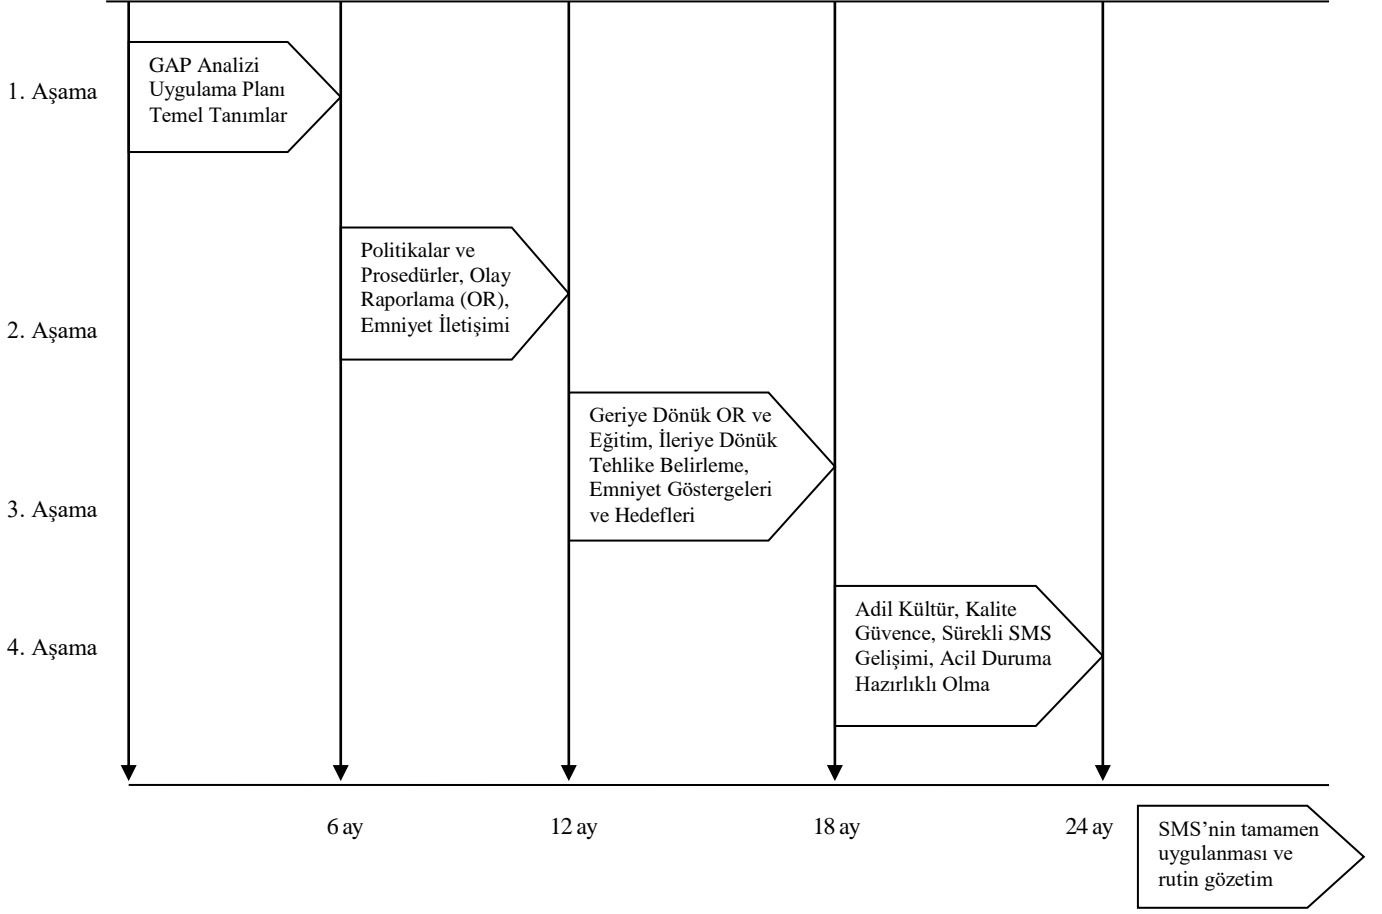 1. Aşama
GAP Analizi
Uygulama Planı
Temel Tanımlar
2. Aşama
Politikalar ve
Prosedürler, Olay
Raporlama (OR),
Emniyet İletişimi
3. Aşama
Geriye Dönük OR ve
Eğitim, İleriye Dönük
Tehlike Belirleme,
Emniyet Göstergeleri
ve Hedefleri
4. Aşama
Adil Kültür, Kalite
Güvence, Sürekli SMS
Gelişimi, Acil Duruma
Hazırlıklı Olma
6 ay
12 ay
18 ay
24 ay
SMS’nin tamamen
uygulanması ve
rutin gözetim